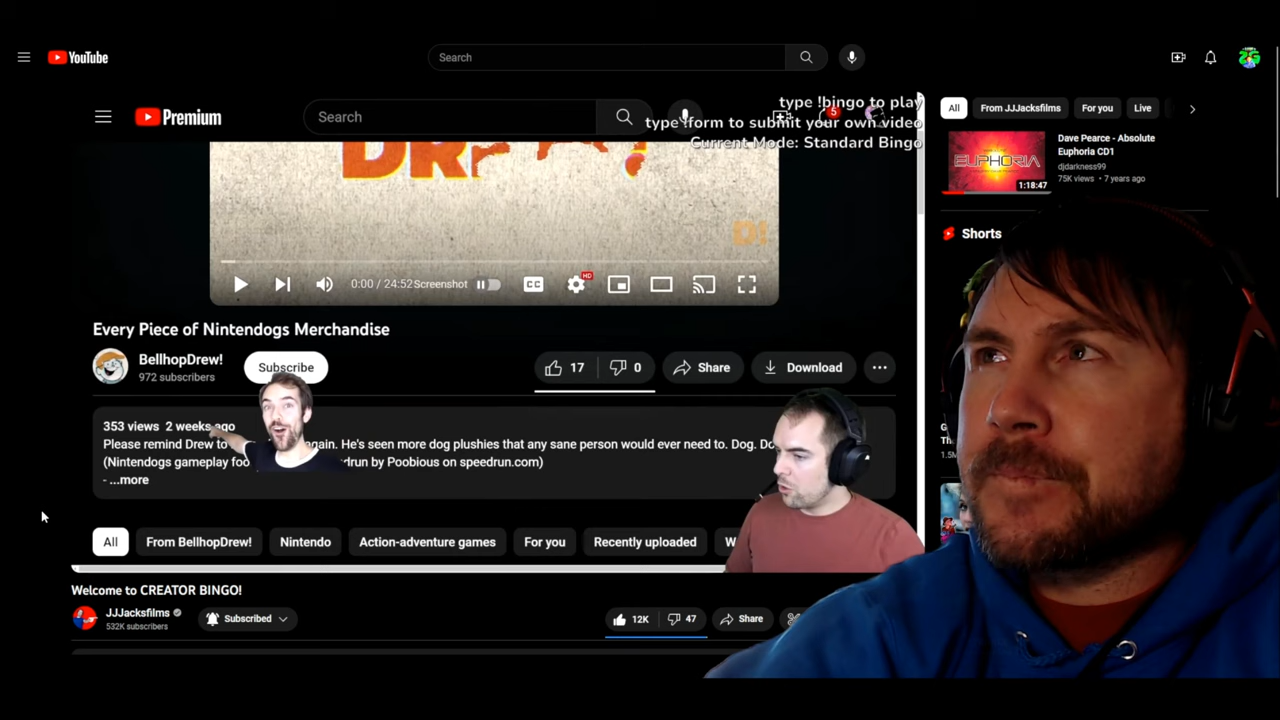 YouTube
Search
type !bingo to play
type !form to submit your own video
Current Mode: Standard Bingo
Premium
Search
5
All
From JJJacksfilms
For you
Live
EUPHORIA
1:18:47
Dave Pearce - Absolute
Euphoria CD1
djdarkness99
75K views • 7 years ago
Shorts
0:00 / 24:52
Screenshot
CC
HD
Every Piece of Nintendogs Merchandise
BellhopDrew!
972 subscribers
Subscribe
17
0
Share
Download
353 views 2 weeks ago
Please remind Drew to again. He's seen more dog plushies that any sane person would ever need to. Dog.
(Nintendogs gameplay by Poobious on speedrun.com)
- ...more
All
From BellhopDrew!
Nintendo
Action-adventure games
For you
Recently uploaded
Welcome to CREATOR BINGO!
JJJacksfilms
532K subscribers
Subscribed
12K
47
Share